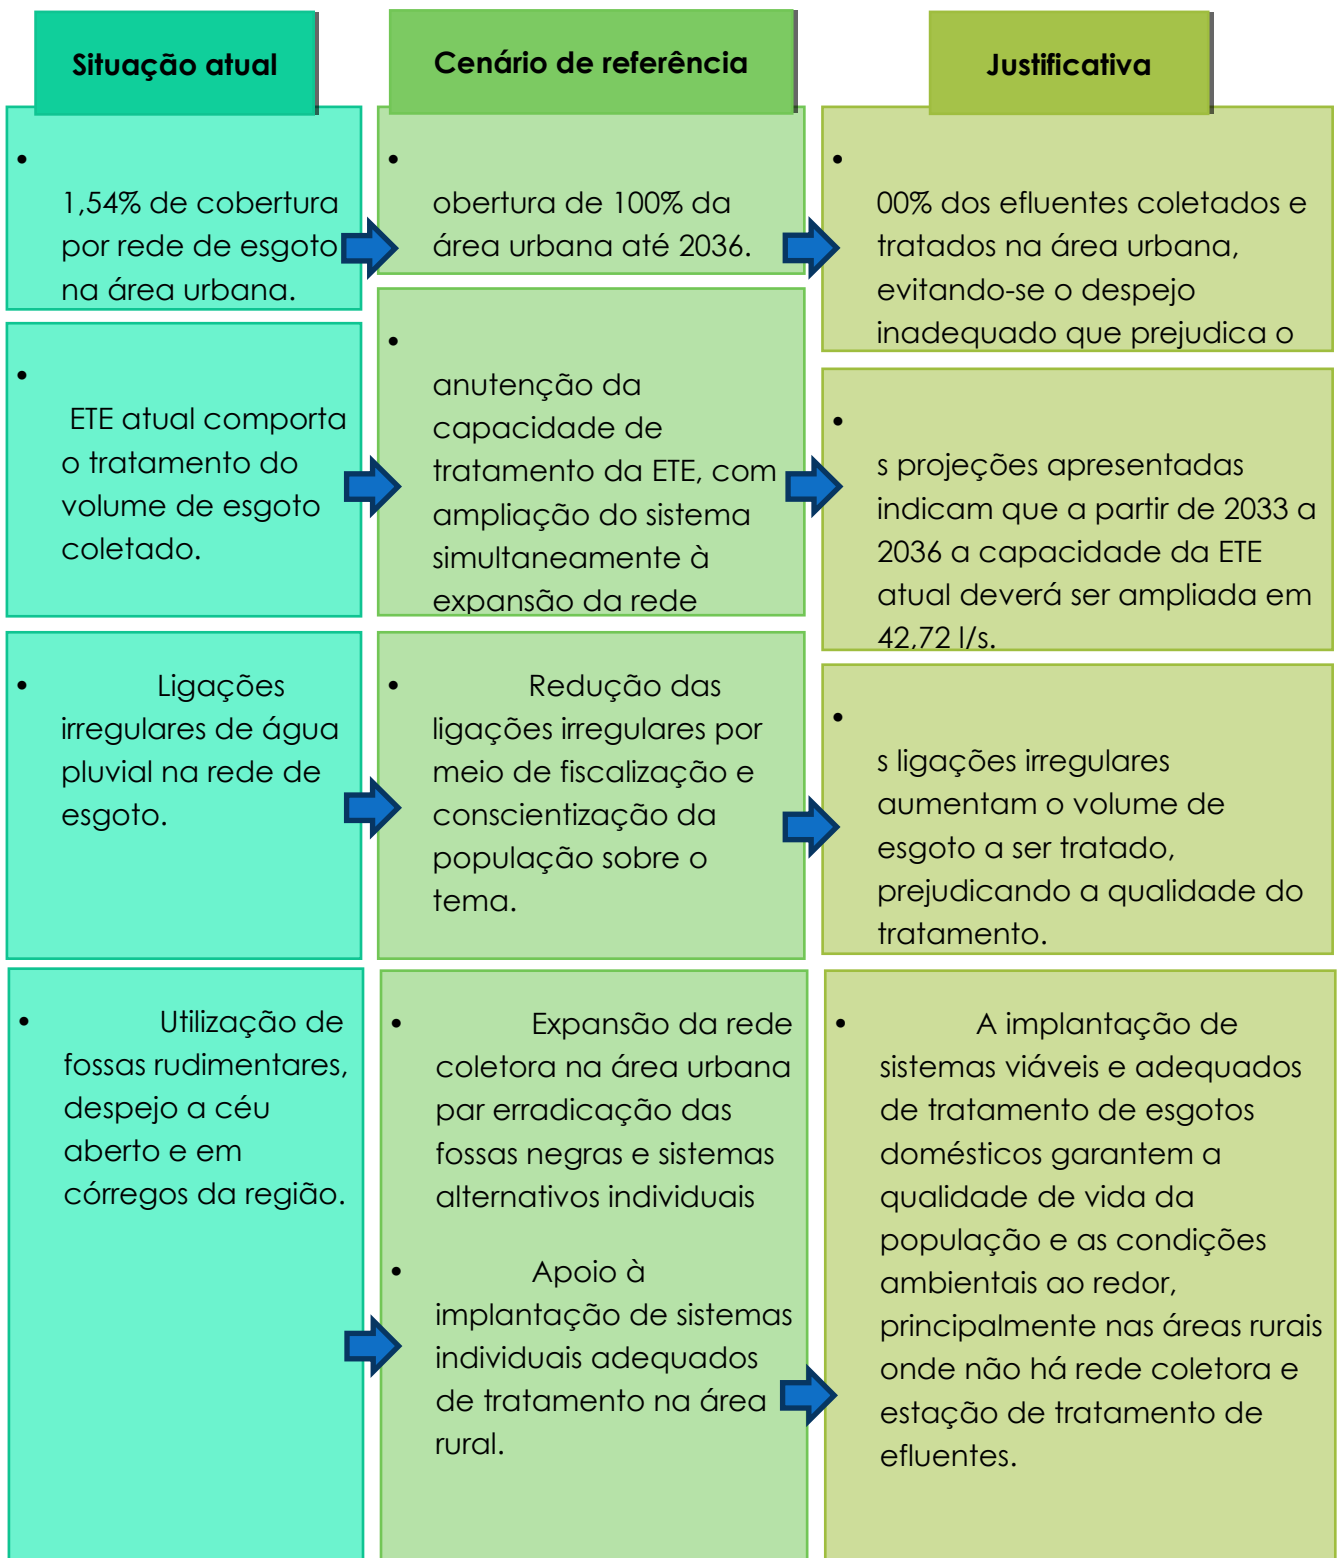 Situação atual
Cenário de referência
Justificativa
•
1,54% de cobertura
por rede de esgoto
na área urbana.
•
obertura de 100% da
área urbana até 2036.
•
00% dos efluentes coletados e
tratados na área urbana,
evitando-se o despejo
inadequado que prejudica o
•
ETE atual comporta
o tratamento do
volume de esgoto
coletado.
•
anutenção da
capacidade de
tratamento da ETE, com
ampliação do sistema
simultaneamente à
expansão da rede
•
s projeções apresentadas
indicam que a partir de 2033 a
2036 a capacidade da ETE
atual deverá ser ampliada em
42,72 l/s.
• Ligações
irregulares de água
pluvial na rede de
esgoto.
• Redução das
ligações irregulares por
meio de fiscalização e
conscientização da
população sobre o
tema.
•
s ligações irregulares
aumentam o volume de
esgoto a ser tratado,
prejudicando a qualidade do
tratamento.
• Utilização de
fossas rudimentares,
despejo a céu
aberto e em
córregos da região.
• Expansão da rede
coletora na área urbana
par erradicação das
fossas negras e sistemas
alternativos individuais
• Apoio à
implantação de sistemas
individuais adequados
de tratamento na área
rural.
• A implantação de
sistemas viáveis e adequados
de tratamento de esgotos
domésticos garantem a
qualidade de vida da
população e as condições
ambientais ao redor,
principalmente nas áreas rurais
onde não há rede coletora e
estação de tratamento de
efluentes.